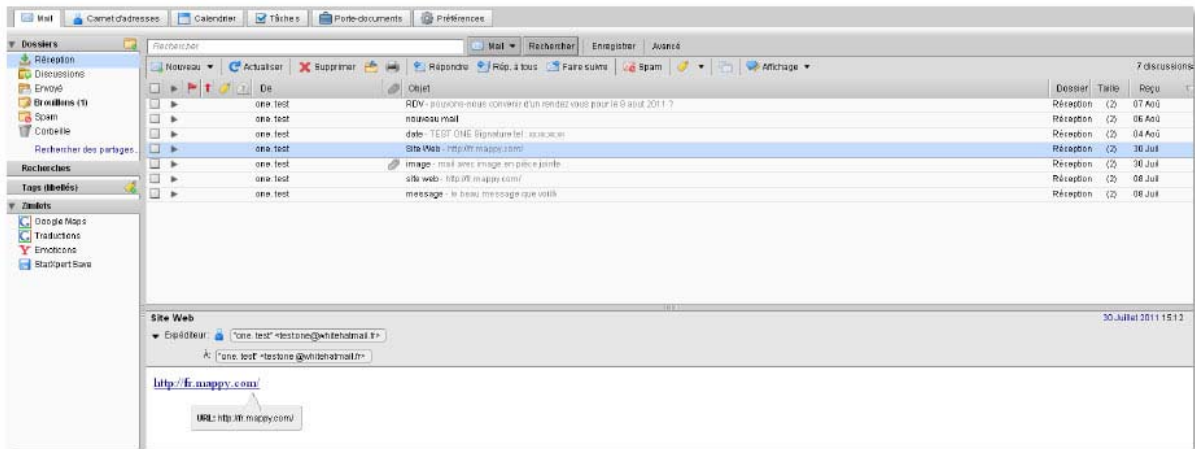 Mail Carnet d'adresses Calendrier Tâches Porte-documents Préférences
Dossiers
Réception
Discussions
Envoyé
Brouillons (1)
Spam
Corbeille
Rechercher des partages...
Recherches
Tags (libellés)
Zimlets
Google Maps
Traductions
Emoticons
StarXpert Save
Rechercher Mail Rechercher Enregistrer Avancé
Nouveau Actualiser Supprimer Répondre Rép. à tous Faire suivre Spam Affichage 7 discussions
De Objet Dossier Taille Reçu
one. test RDV - pouvons-nous convenir d'un rendez vous pour le 9 aout 2011 ? Réception (2) 07 Aoû
one. test nouveau mail Réception (2) 06 Aoû
one. test date - TEST ONE Signature tel : xx.xx.xx.xx Réception (2) 04 Aoû
one. test Site Web - http://fr.mappy.com/ Réception (2) 30 Juil
one. test image - mail avec image en pièce jointe Réception (2) 30 Juil
one. test site web - http://fr.mappy.com/ Réception (2) 08 Juil
one. test message - le beau message que voilà Réception (2) 08 Juil
Site Web 30 Juillet 2011 15:12
Expéditeur: "one. test" <testone@whitehatmail.fr>
À: "one. test" <testone@whitehatmail.fr>
http://fr.mappy.com/
URL: http://fr.mappy.com/